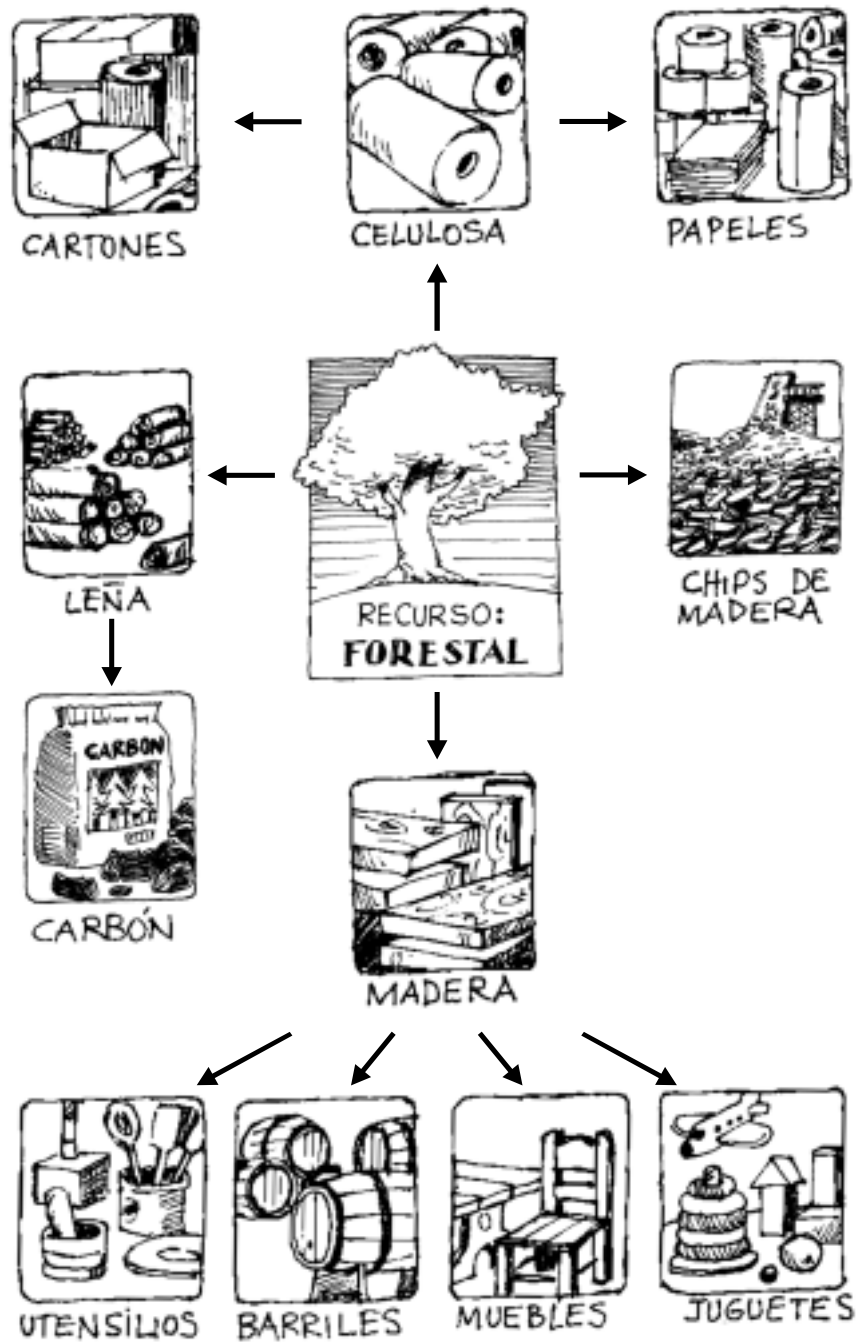 CARTONES
CELULOSA
PAPELES
LEÑA
RECURSO:
FORESTAL
CHIPS DE
MADERA
CARBON
CARBÓN
MADERA
UTENSILIOS
BARRILES
MUEBLES
JUGUETES